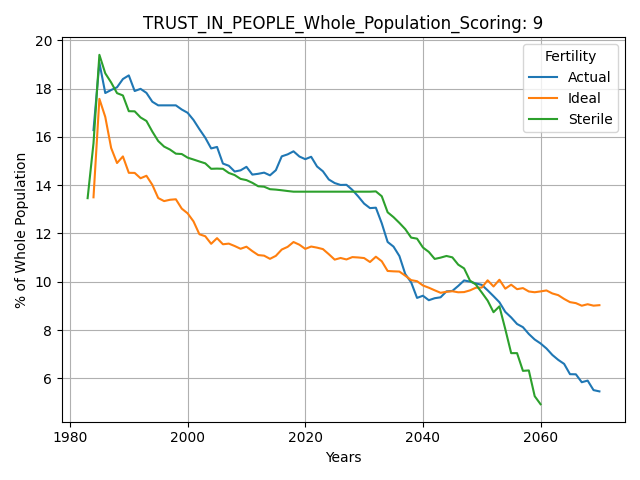 TRUST_IN_PEOPLE_Whole_Population_Scoring: 9
% of Whole Population
20
18
16
14
12
10
8
6
Fertility
Actual
Ideal
Sterile
1980 2000 2020 2040 2060
Years